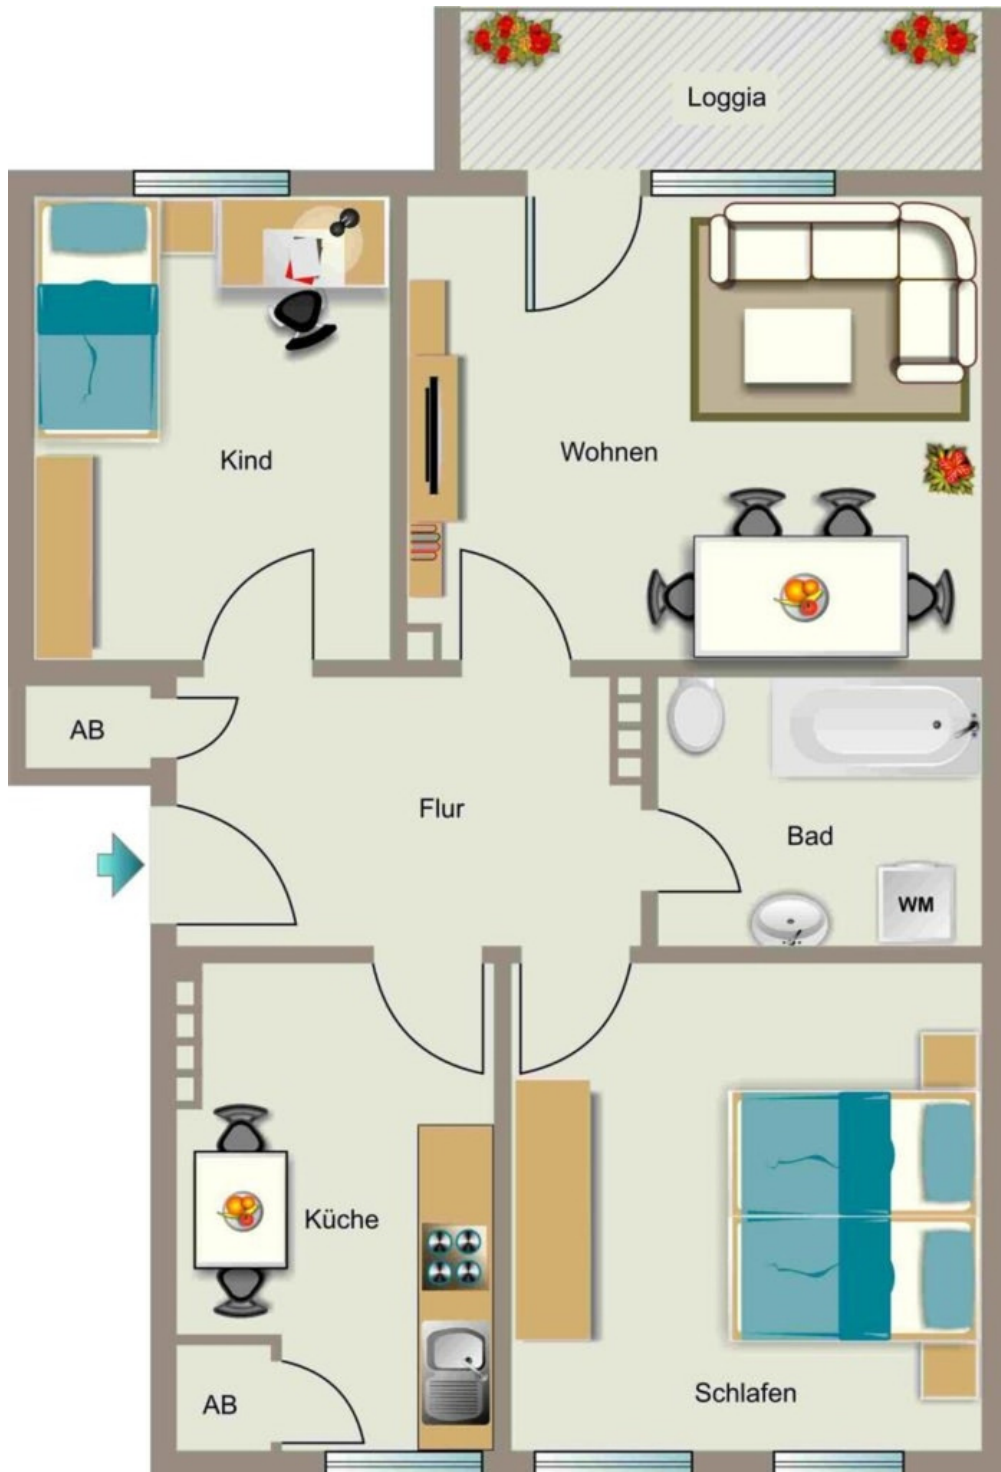 Loggia
Kind
Wohnen
AB
Flur
Bad
WM
Küche
AB
Schlafen